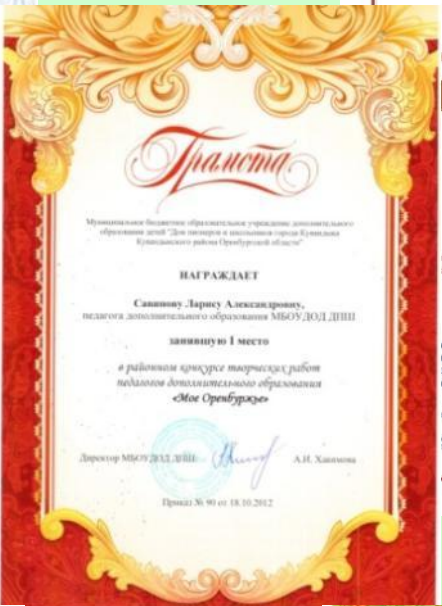 Грамота
Муниципальное бюджетное образовательное учреждение дополнительного
образования детей "Дом пионеров и школьников города Кувандыка
Кувандыкского района Оренбургской области"
НАГРАЖДАЕТ
Савинову Ларису Александровну,
педагога дополнительного образования МБОУДОД ДПШ
занявшую I место
в районном конкурсе творческих работ
педагогов дополнительного образования
«Мое Оренбуржье»
Директор МБОУДОД ДПШ А.И. Хакимова
Приказ № 90 от 18.10.2012